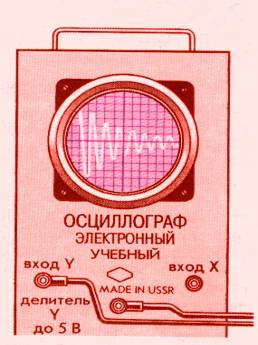 ОСЦИЛЛОГРАФ
ЭЛЕКТРОННЫЙ
УЧЕБНЫЙ
вход Y
вход X
MADE IN USSR
делитель
Y
до 5 В